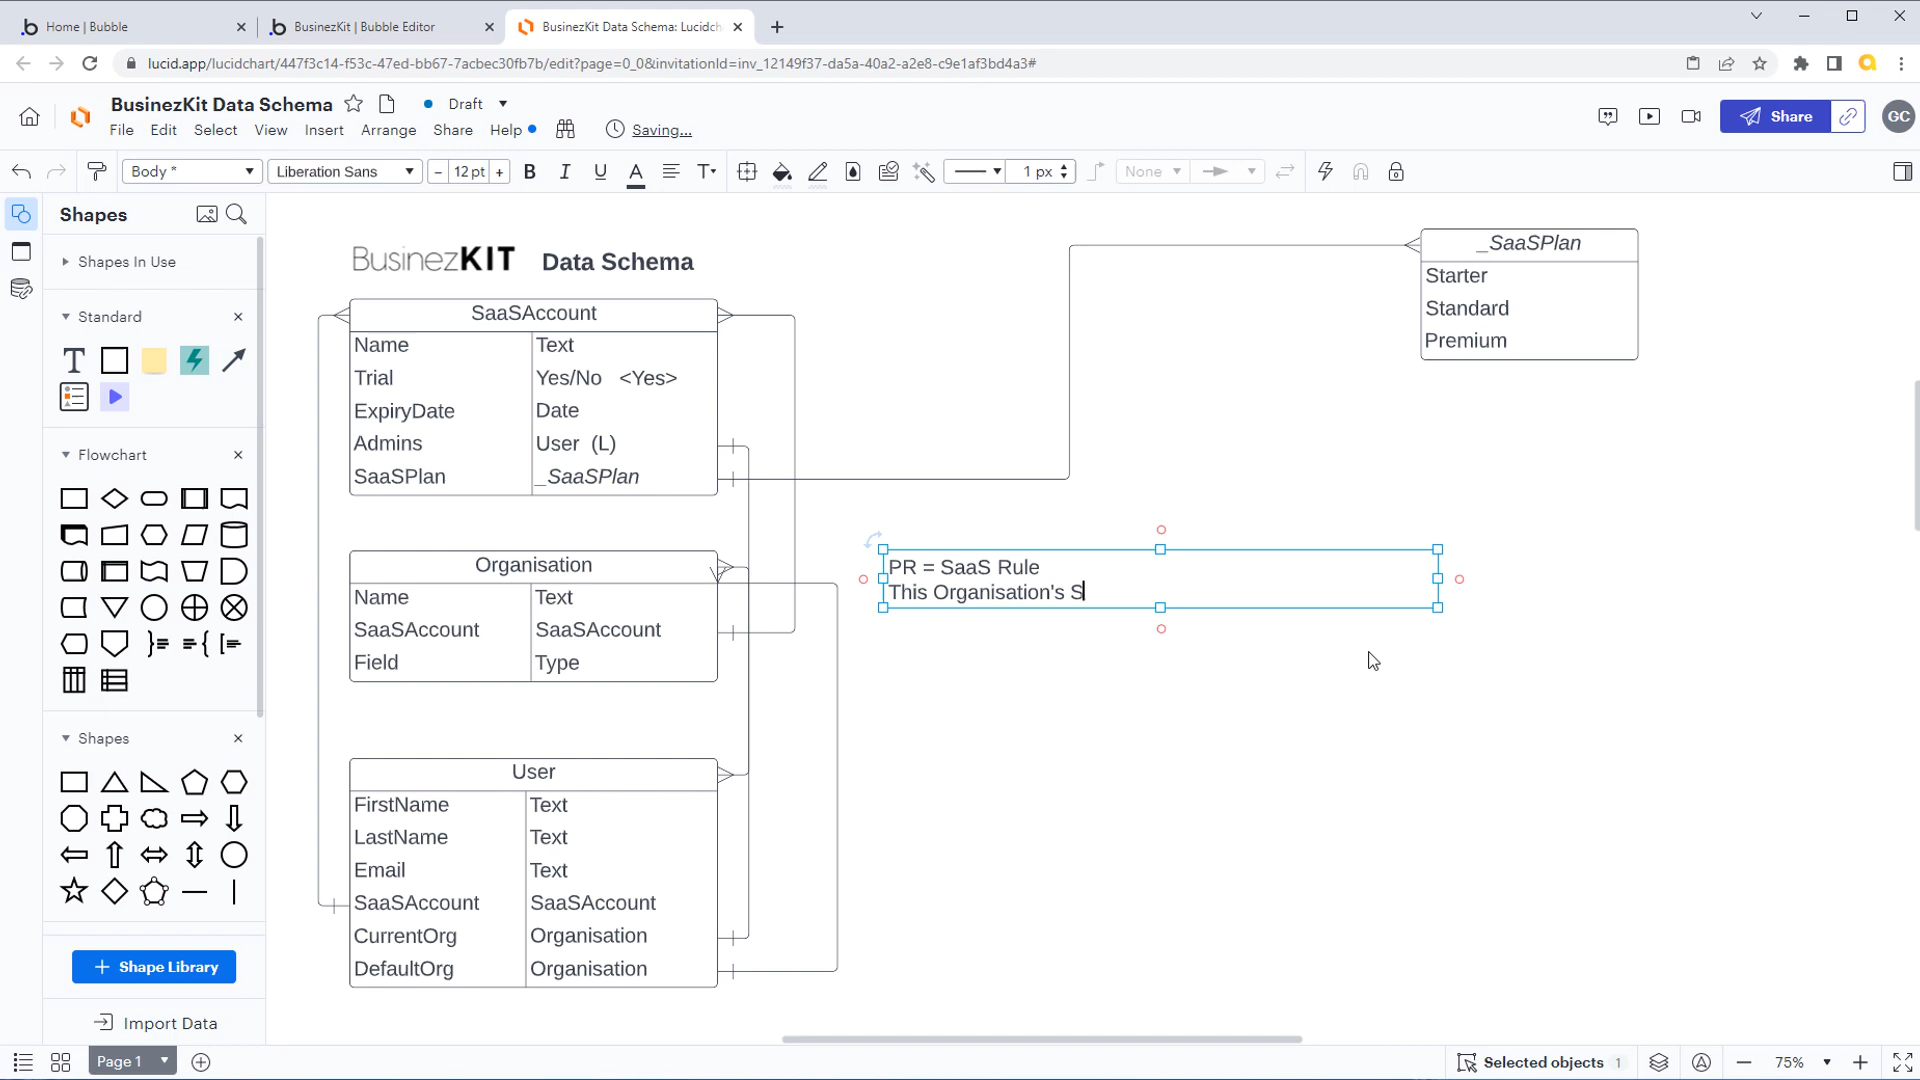 Home | Bubble
BusinezKit | Bubble Editor
BusinezKit Data Schema: Lucidch
lucid.app/lucidchart/447f3c14-f53c-47ed-bb67-7acbec30fb7b/edit?page=0_0&invitationId=inv_12149f37-da5a-40a2-a2e8-c9e1af3bd4a3#
BusinezKit Data Schema
Draft
File
Edit
Select
View
Insert
Arrange
Share
Help
Saving...
Share
GC
Body *
Liberation Sans
12 pt
1 px
None
Shapes
Shapes In Use
Standard
Flowchart
Shapes
Shape Library
Import Data
BusinezKIT Data Schema
SaaSAccount
Name Text
Trial Yes/No <Yes>
ExpiryDate Date
Admins User (L)
SaaSPlan _SaaSPlan
Organisation
Name Text
SaaSAccount SaaSAccount
Field Type
User
FirstName Text
LastName Text
Email Text
SaaSAccount SaaSAccount
CurrentOrg Organisation
DefaultOrg Organisation
PR = SaaS Rule
This Organisation's S
_SaaSPlan
Starter
Standard
Premium
Page 1
Selected objects 1
75%